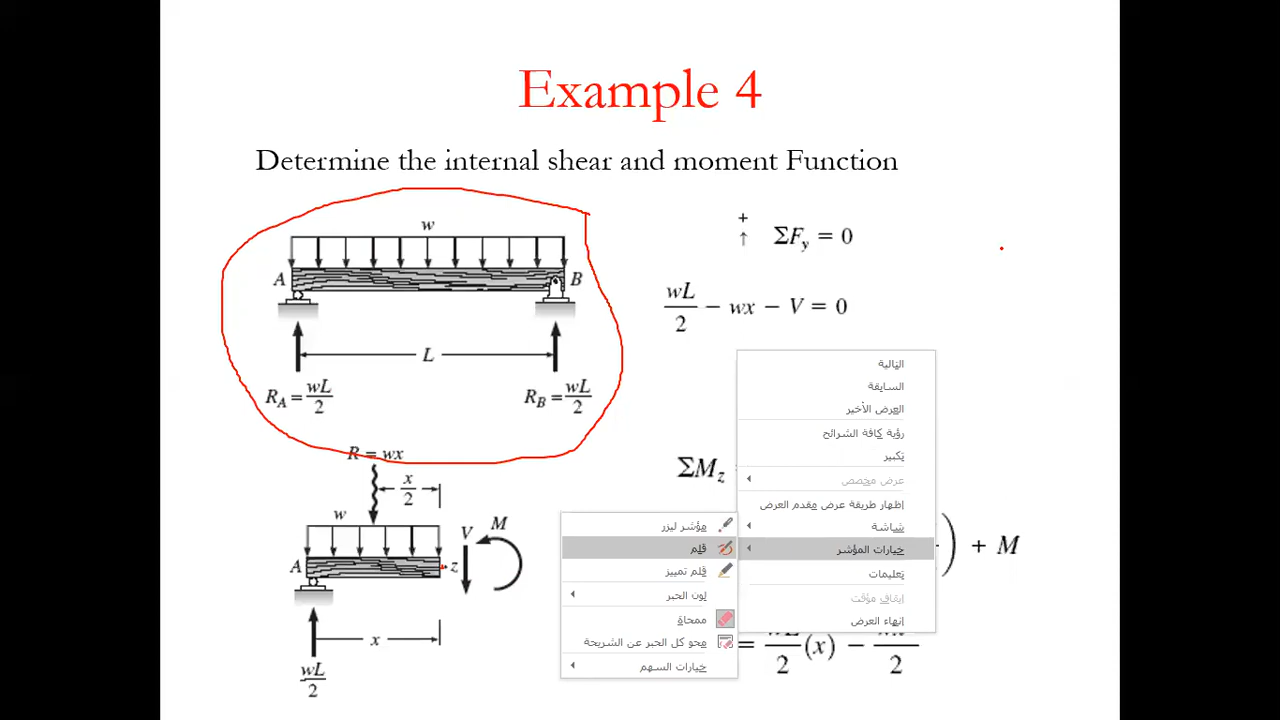 Example 4
Determine the internal shear and moment Function
w
A
B
L
R_A = wL/2
R_B = wL/2
+
↑ ΣF_y = 0
wL/2 − wx − V = 0
R = wx
x/2
w
V
M
A
z
x
wL/2
ΣM_z
) + M
= wL/2 (x) −
2
التالية
السابقة
العرض الأخير
رؤية كافة الشرائح
تكبير
عرض مخصص
إظهار طريقة عرض مقدم العرض
شاشة
خيارات المؤشر
تعليمات
إيقاف مؤقت
إنهاء العرض
مؤشر ليزر
قلم
قلم تمييز
لون الحبر
ممحاة
محو كل الحبر عن الشريحة
خيارات السهم